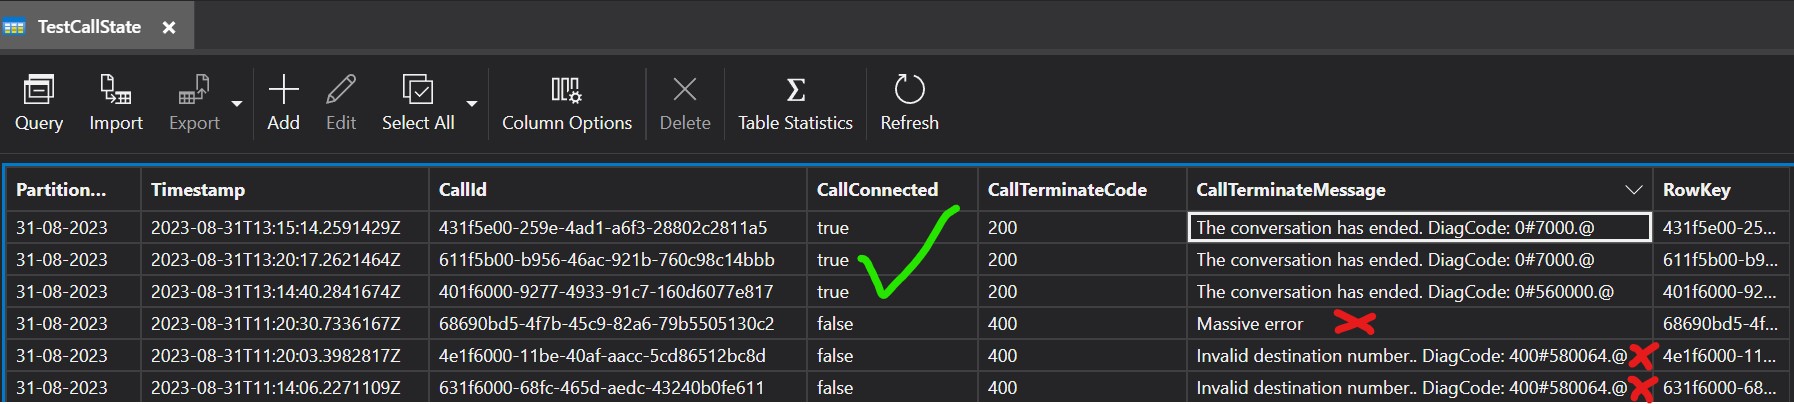 TestCallState
Query Import Export Add Edit Select All Column Options Delete Table Statistics Refresh
Partition... Timestamp CallId CallConnected CallTerminateCode CallTerminateMessage RowKey
31-08-2023 2023-08-31T13:15:14.2591429Z 431f5e00-259e-4ad1-a6f3-28802c2811a5 true 200 The conversation has ended. DiagCode: 0#7000.@ 431f5e00-25...
31-08-2023 2023-08-31T13:20:17.2621464Z 611f5b00-b956-46ac-921b-760c98c14bbb true 200 The conversation has ended. DiagCode: 0#7000.@ 611f5b00-b9...
31-08-2023 2023-08-31T13:14:40.2841674Z 401f6000-9277-4933-91c7-160d6077e817 true 200 The conversation has ended. DiagCode: 0#560000.@ 401f6000-92...
31-08-2023 2023-08-31T11:20:30.7336167Z 68690bd5-4f7b-45c9-82a6-79b5505130c2 false 400 Massive error 68690bd5-4f...
31-08-2023 2023-08-31T11:20:03.3982817Z 4e1f6000-11be-40af-aacc-5cd86512bc8d false 400 Invalid destination number.. DiagCode: 400#580064.@ 4e1f6000-11...
31-08-2023 2023-08-31T11:14:06.2271109Z 631f6000-68fc-465d-aedc-43240b0fe611 false 400 Invalid destination number.. DiagCode: 400#580064.@ 631f6000-68...